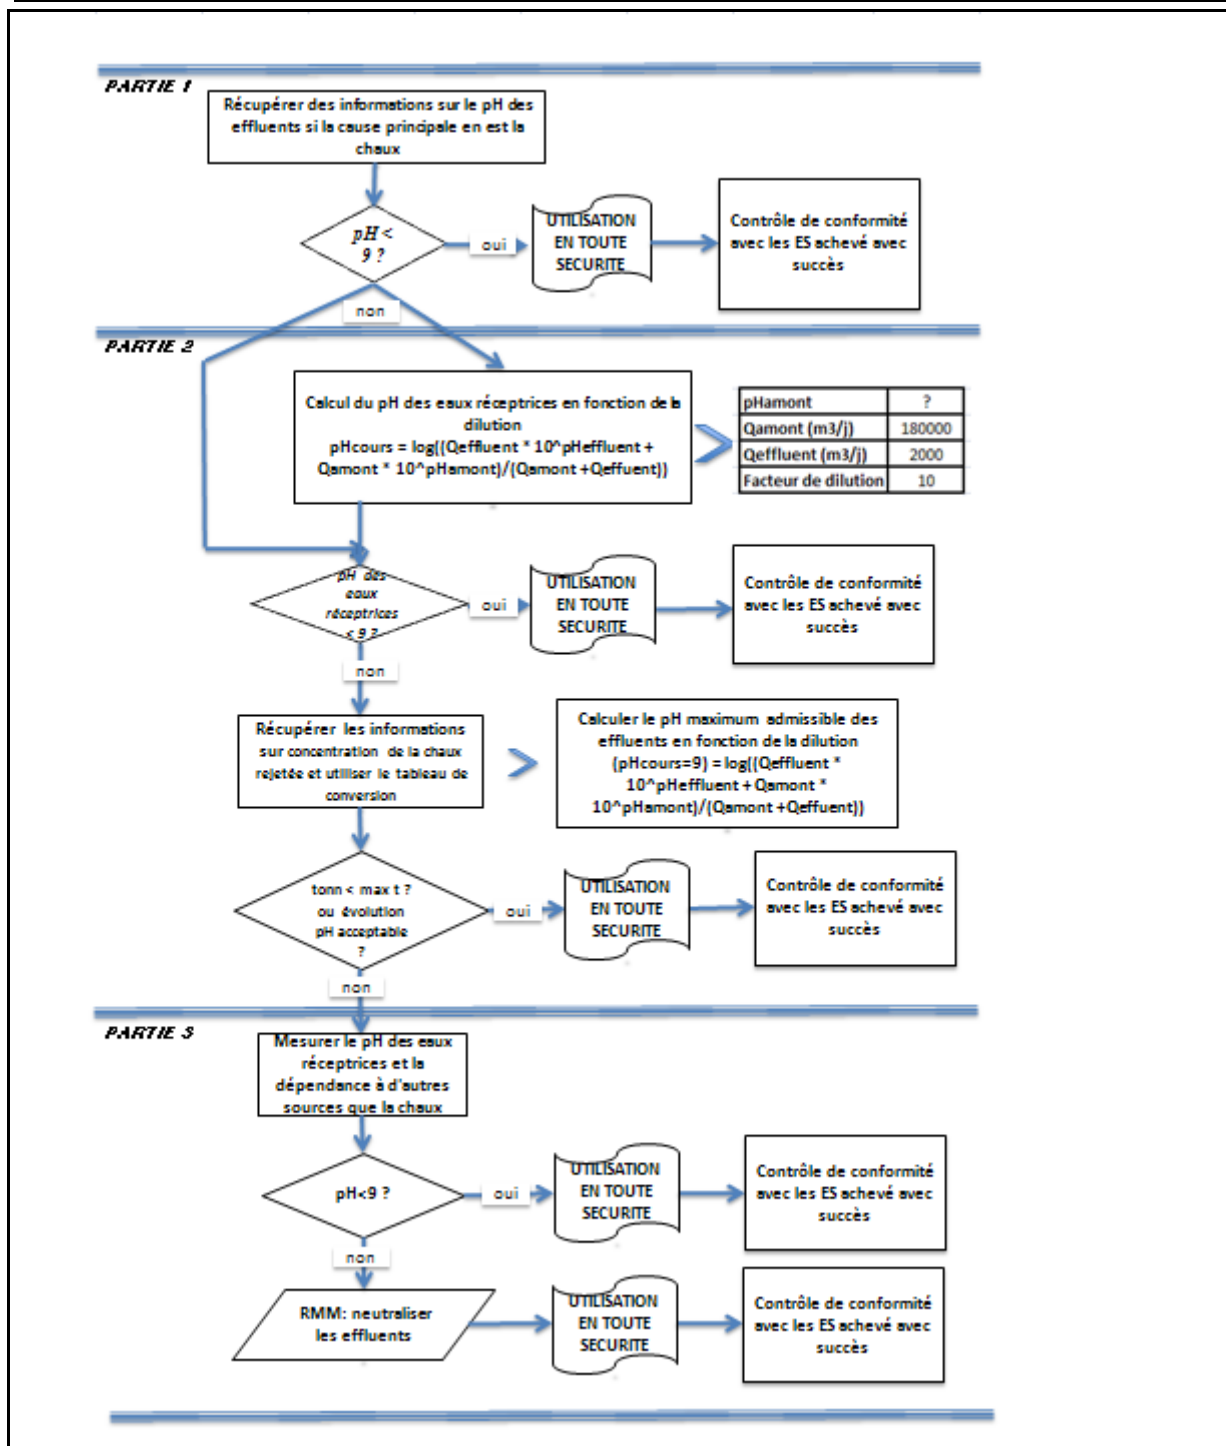 PARTIE 1
Récupérer des informations sur le pH des
effluents si la cause principale en est la
chaux
pH <
9 ?
oui
UTILISATION
EN TOUTE
SECURITE
Contrôle de conformité
avec les ES achevé avec
succès
non
PARTIE 2
Calcul du pH des eaux réceptrices en fonction de la
dilution
pHcours = log((Qeffluent * 10^pHeffluent +
Qamont * 10^pHamont)/(Qamont +Qeffuent))
pHamont ?
Qamont (m3/j) 180000
Qeffluent (m3/j) 2000
Facteur de dilution 10
pH des
eaux
réceptrices
< 9 ?
oui
UTILISATION
EN TOUTE
SECURITE
Contrôle de conformité
avec les ES achevé avec
succès
non
Récupérer les informations
sur concentration de la chaux
rejetée et utiliser le tableau de
conversion
Calculer le pH maximum admissible des
effluents en fonction de la dilution
(pHcours=9) = log((Qeffluent *
10^pHeffluent + Qamont *
10^pHamont)/(Qamont +Qeffuent))
tonn < max t ?
ou évolution
pH acceptable
?
oui
UTILISATION
EN TOUTE
SECURITE
Contrôle de conformité
avec les ES achevé avec
succès
non
PARTIE 3
Mesurer le pH des eaux
réceptrices et la
dépendance à d'autres
sources que la chaux
pH<9 ?
oui
UTILISATION
EN TOUTE
SECURITE
Contrôle de conformité
avec les ES achevé avec
succès
non
RMM: neutraliser
les effluents
UTILISATION
EN TOUTE
SECURITE
Contrôle de conformité
avec les ES achevé avec
succès